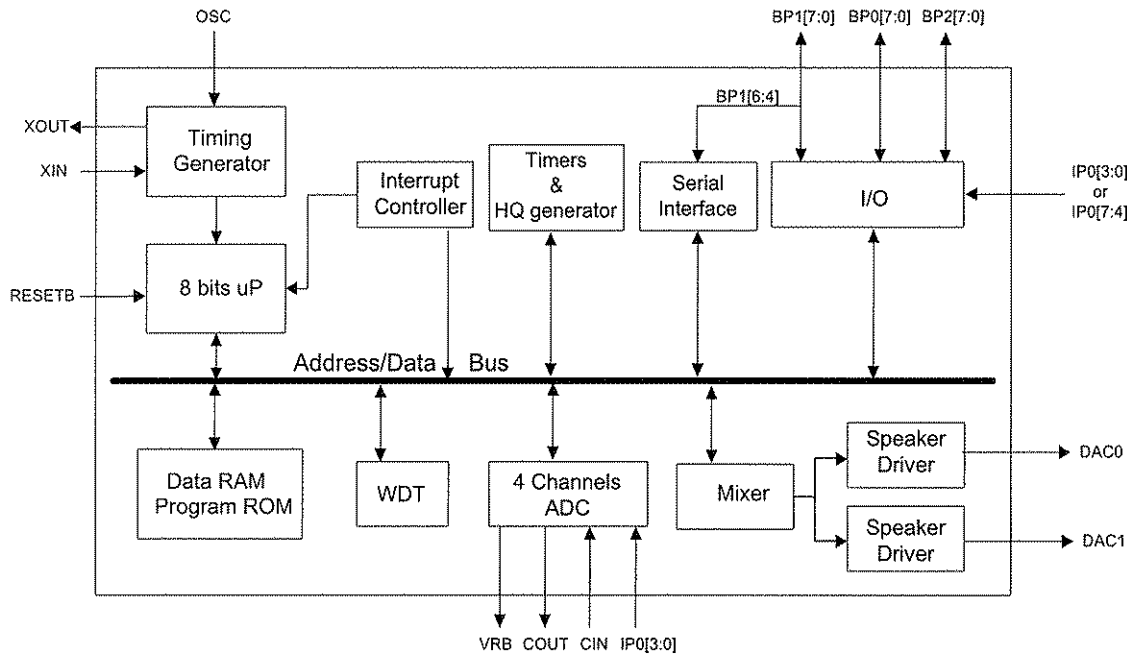 OSC
BP1[7:0]
BP0[7:0]
BP2[7:0]
BP1[6:4]
XOUT
XIN
Timing
Generator
Interrupt
Controller
Timers
&
HQ generator
Serial
Interface
I/O
IP0[3:0]
or
IP0[7:4]
RESETB
8 bits uP
Address/Data Bus
Data RAM
Program ROM
WDT
4 Channels
ADC
Mixer
Speaker
Driver
DAC0
Speaker
Driver
DAC1
VRB
COUT
CIN
IP0[3:0]